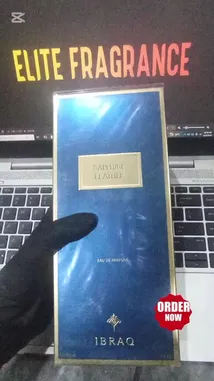 ELITE FRAGRANCE
EAU DE PARFUM
IBRAQ
ORDER
NOW